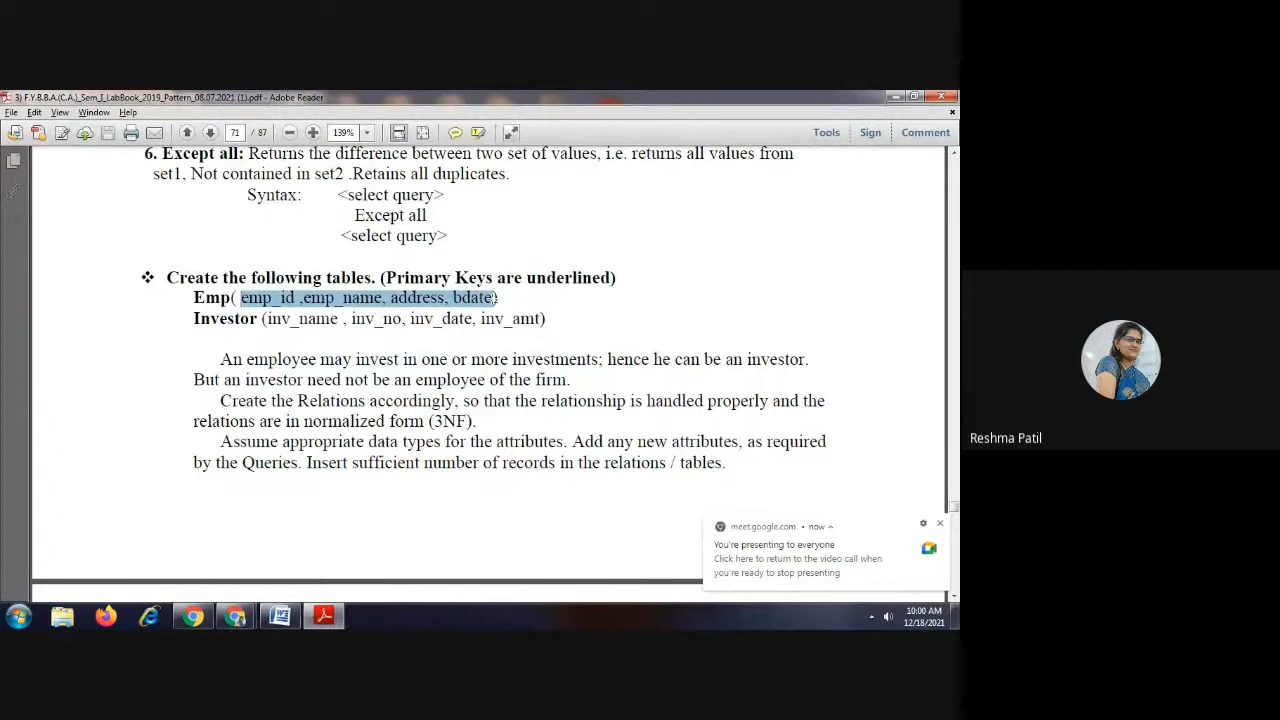 3) F.Y.B.B.A.(C.A.)_Sem_I_LabBook_2019_Pattern_08.07.2021 (1).pdf - Adobe Reader
File Edit View Window Help
71 / 87 139% Tools Sign Comment
6. Except all: Returns the difference between two set of values, i.e. returns all values from
set1, Not contained in set2 .Retains all duplicates.
Syntax: <select query>
Except all
<select query>
❖ Create the following tables. (Primary Keys are underlined)
Emp( emp_id ,emp_name, address, bdate)
Investor (inv_name , inv_no, inv_date, inv_amt)
An employee may invest in one or more investments; hence he can be an investor.
But an investor need not be an employee of the firm.
Create the Relations accordingly, so that the relationship is handled properly and the
relations are in normalized form (3NF).
Assume appropriate data types for the attributes. Add any new attributes, as required
by the Queries. Insert sufficient number of records in the relations / tables.
meet.google.com • now
You're presenting to everyone
Click here to return to the video call when
you're ready to stop presenting
10:00 AM
12/18/2021
Reshma Patil